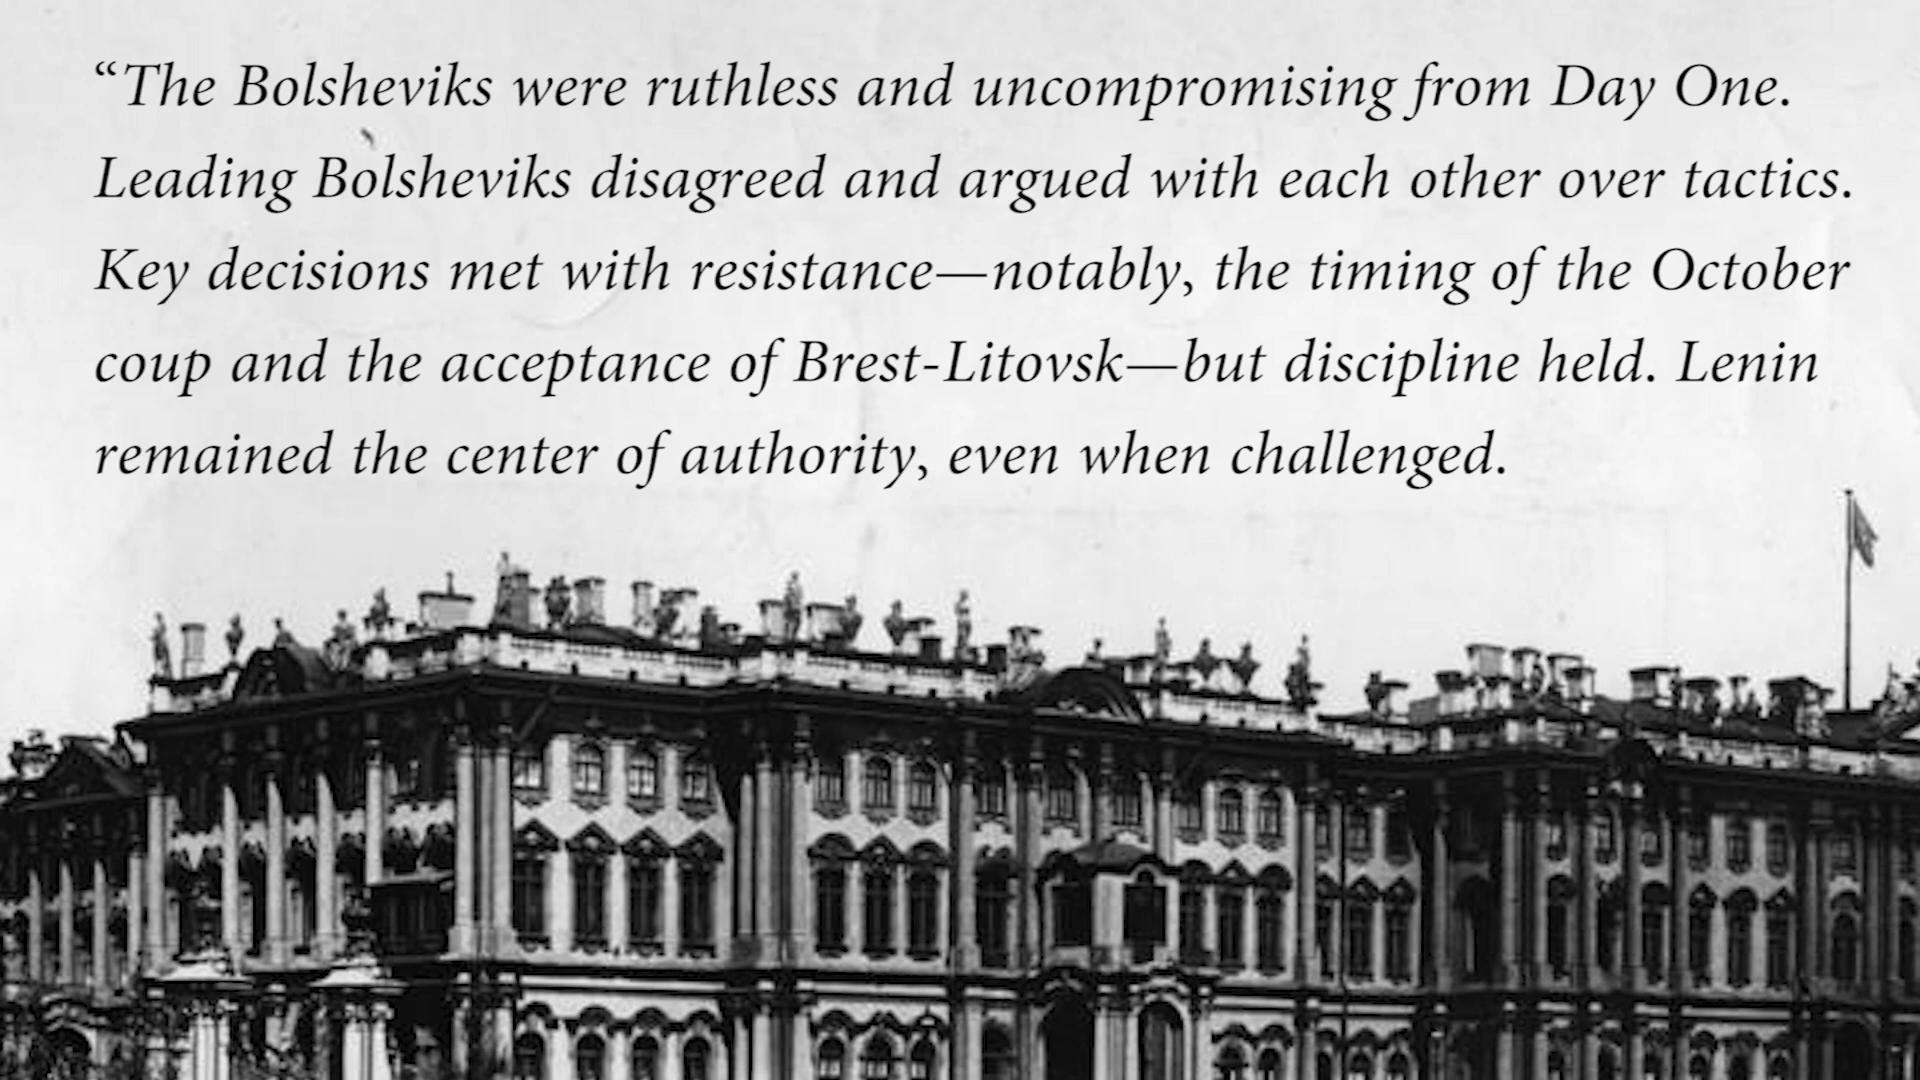 “The Bolsheviks were ruthless and uncompromising from Day One.
Leading Bolsheviks disagreed and argued with each other over tactics.
Key decisions met with resistance—notably, the timing of the October
coup and the acceptance of Brest-Litovsk—but discipline held. Lenin
remained the center of authority, even when challenged.